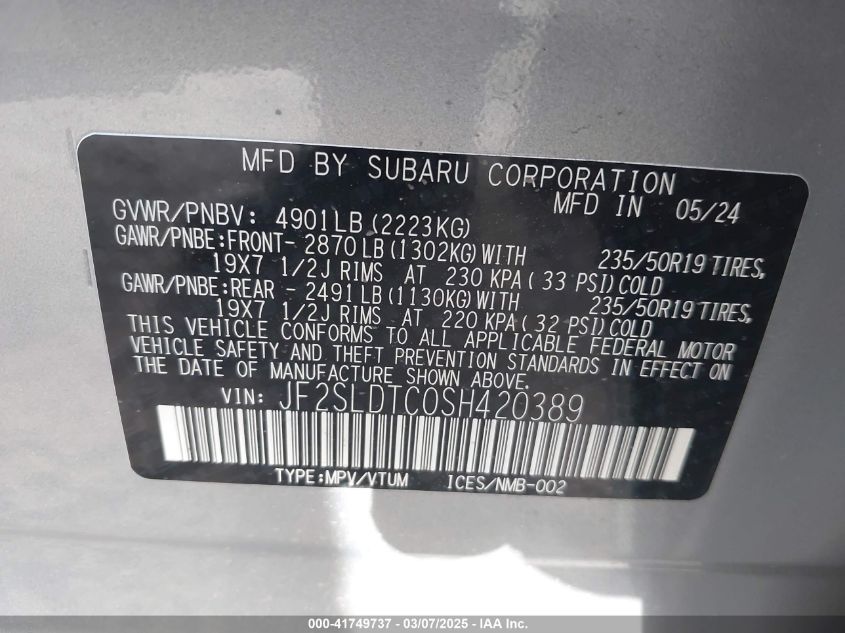 MFD BY SUBARU CORPORATION
MFD IN 05/24
GVWR/PNBV: 4901LB(2223KG)
GAWR/PNBE:FRONT- 2870LB(1302KG)WITH 235/50R19 TIRES,
19X7 1/2J RIMS AT 230 KPA( 33 PSI) COLD
GAWR/PNBE:REAR - 2491LB(1130KG)WITH 235/50R19 TIRES,
19X7 1/2J RIMS AT 220 KPA( 32 PSI) COLD
THIS VEHICLE CONFORMS TO ALL APPLICABLE FEDERAL MOTOR
VEHICLE SAFETY AND THEFT PREVENTION STANDARDS IN EFFECT ON
THE DATE OF MANUFACTURE SHOWN ABOVE.
VIN: JF2SLDTC0SH420389
TYPE:MPV/VTUM ICES/NMB-002
000-41749737 - 03/07/2025 - IAA Inc.